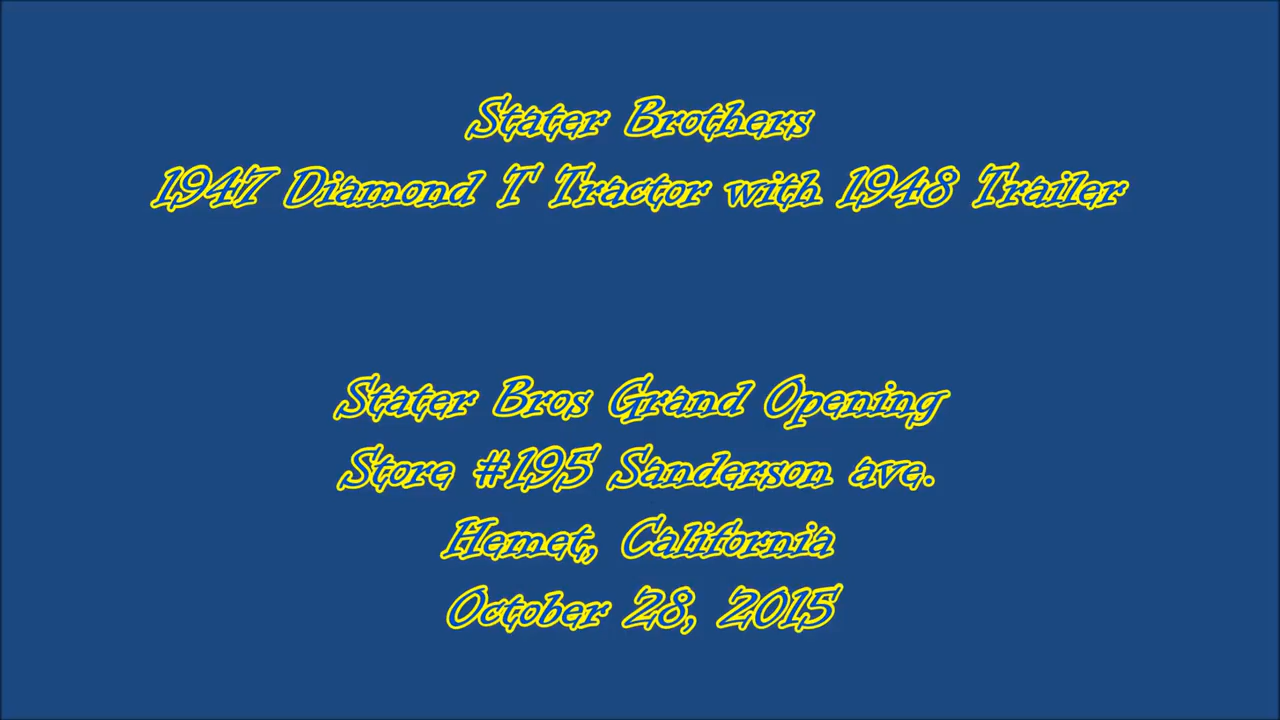 Stater Brothers
1947 Diamond T Tractor with 1948 Trailer
Stater Bros Grand Opening
Store #195 Sanderson ave.
Hemet, California
October 28, 2015